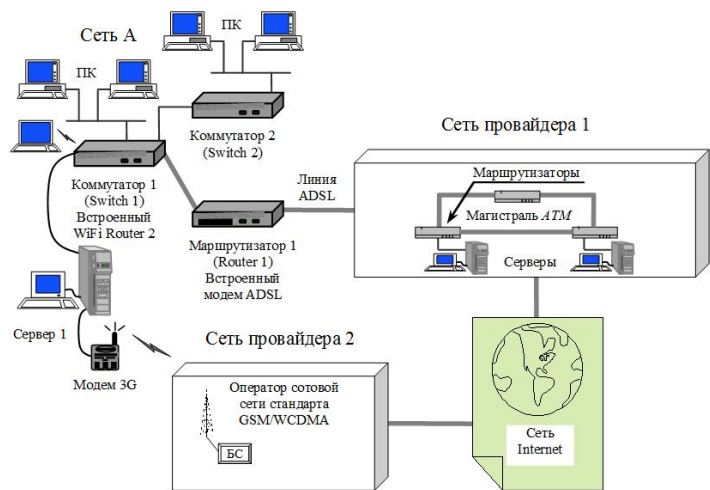 Сеть А
ПК
ПК
Коммутатор 2
(Switch 2)
Сеть провайдера 1
Коммутатор 1
(Switch 1)
Встроенный
WiFi Router 2
Линия
ADSL
Маршрутизатор 1
(Router 1)
Встроенный
модем ADSL
Маршрутизаторы
Магистраль ATM
Серверы
Сервер 1
Модем 3G
Сеть провайдера 2
Оператор сотовой
сети стандарта
GSM/WCDMA
БС
Сеть
Internet